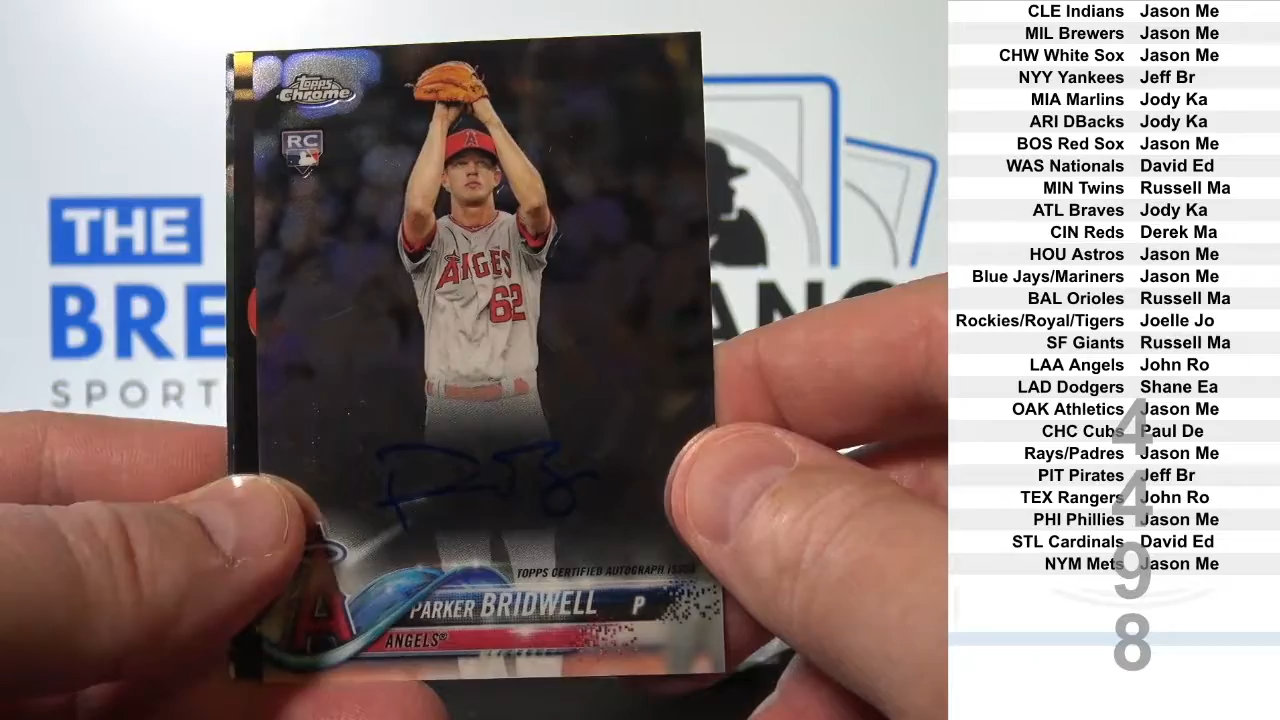 THE
BRE
SPORT
Topps
Chrome
RC
A
ANGELS
62
TOPPS CERTIFIED AUTOGRAPH ISSUE
PARKER BRIDWELL P
ANGELS®
A
CLE Indians Jason Me
MIL Brewers Jason Me
CHW White Sox Jason Me
NYY Yankees Jeff Br
MIA Marlins Jody Ka
ARI DBacks Jody Ka
BOS Red Sox Jason Me
WAS Nationals David Ed
MIN Twins Russell Ma
ATL Braves Jody Ka
CIN Reds Derek Ma
HOU Astros Jason Me
Blue Jays/Mariners Jason Me
BAL Orioles Russell Ma
Rockies/Royal/Tigers Joelle Jo
SF Giants Russell Ma
LAA Angels John Ro
LAD Dodgers Shane Ea
OAK Athletics Jason Me
CHC Cubs Paul De
Rays/Padres Jason Me
PIT Pirates Jeff Br
TEX Rangers John Ro
PHI Phillies Jason Me
STL Cardinals David Ed
NYM Mets Jason Me
4
4
9
8